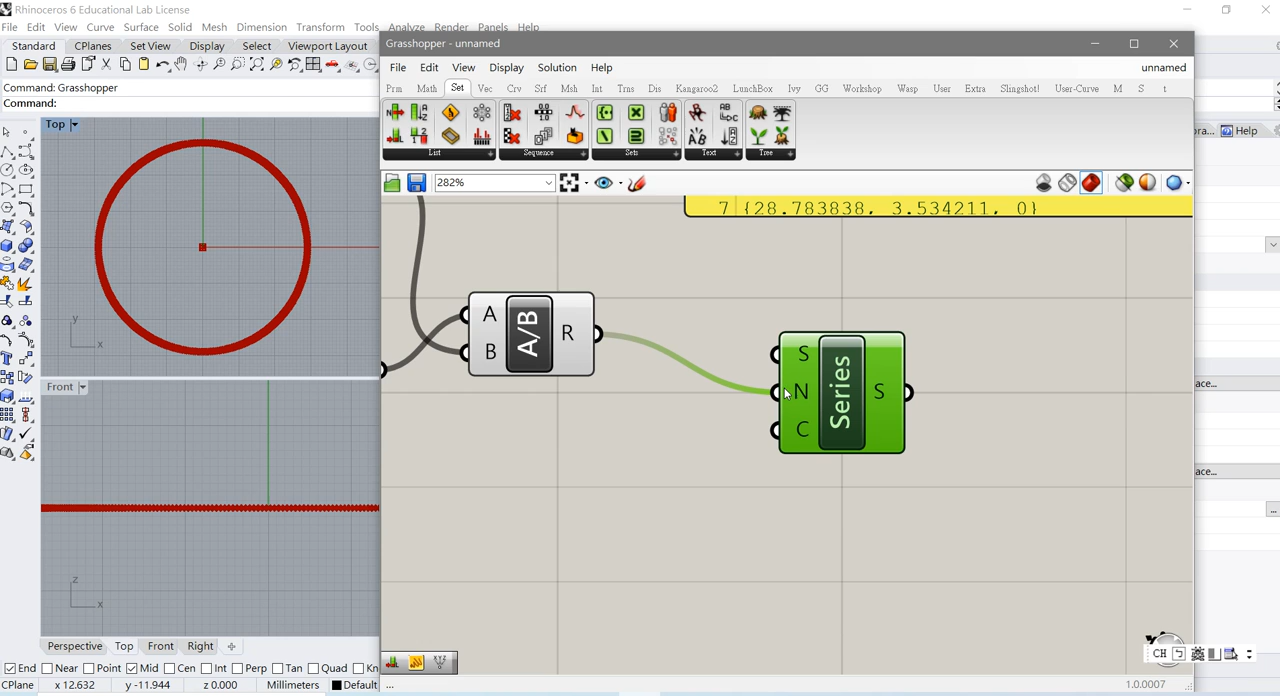 Rhinoceros 6 Educational Lab License
File Edit View Curve Surface Solid Mesh Dimension Transform Tools Analyze Render Panels Help
Standard CPlanes Set View Display Select Viewport Layout
Command: Grasshopper
Command:
Grasshopper - unnamed
File Edit View Display Solution Help unnamed
Prm Math Set Vec Crv Srf Msh Int Trns Dis Kangaroo2 LunchBox Ivy GG Workshop Wasp User Extra Slingshot! User-Curve M S t
List Sequence Sets Text Tree
282%
7 {28.783838, 3.534211, 0}
A
B
A/B
R
S
N
C
Series
S
Top
y
x
Front
z
x
Help
ace...
ace...
...
CH
Perspective Top Front Right
End Near Point Mid Cen Int Perp Tan Quad Kn
CPlane x 12.632 y -11.944 z 0.000 Millimeters Default
... 1.0.0007